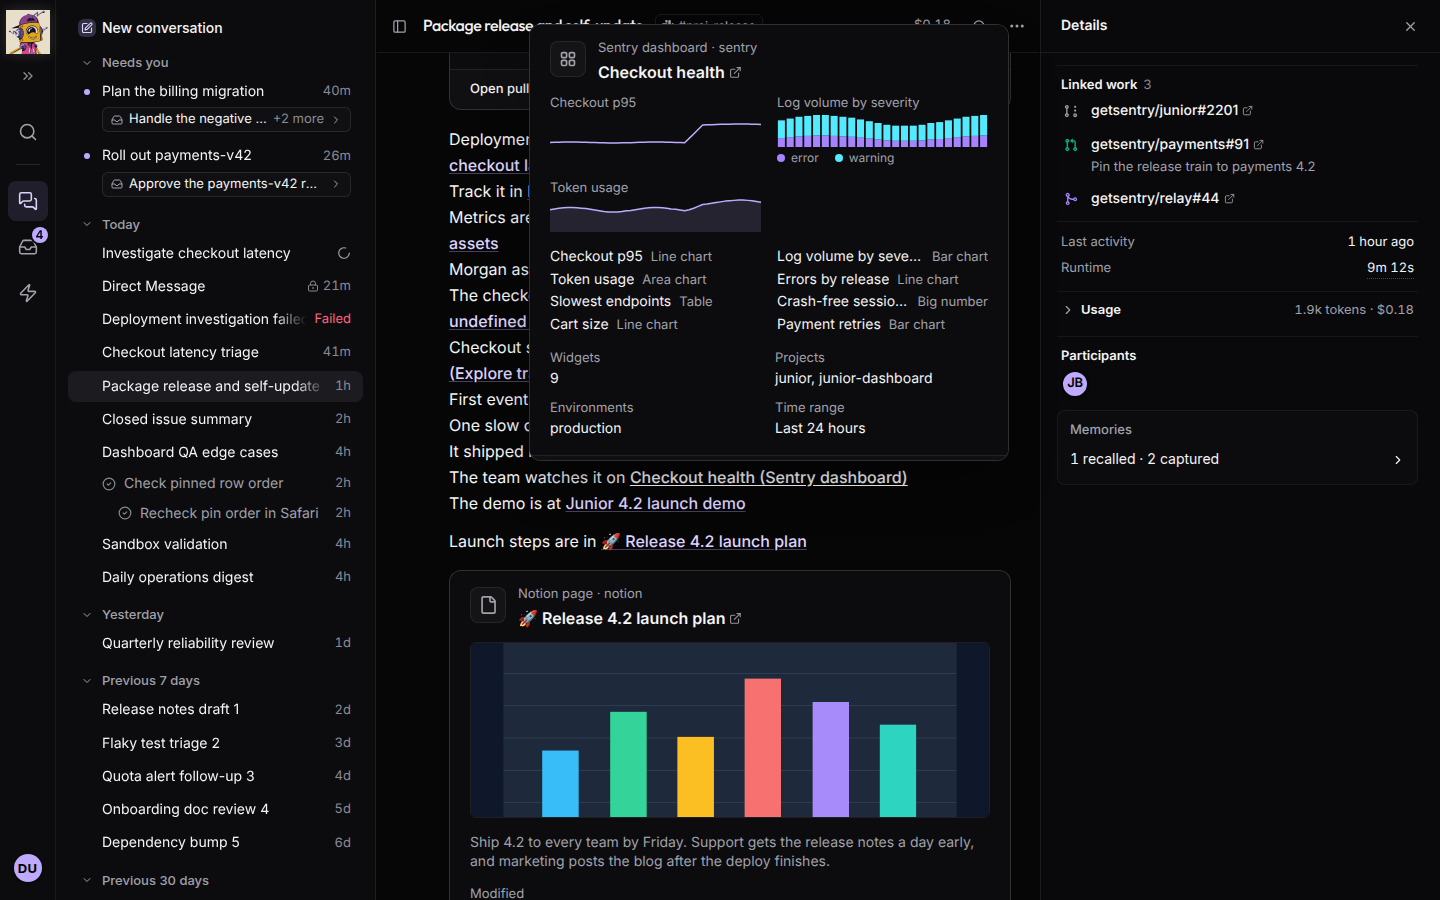 New conversation
Needs you
Plan the billing migration 40m
Handle the negative ... +2 more
Roll out payments-v42 26m
Approve the payments-v42 r...
Today
Investigate checkout latency
Direct Message 21m
Deployment investigation failed Failed
Checkout latency triage 41m
Package release and self-update 1h
Closed issue summary 2h
Dashboard QA edge cases 4h
Check pinned row order 2h
Recheck pin order in Safari 2h
Sandbox validation 4h
Daily operations digest 4h
Yesterday
Quarterly reliability review 1d
Previous 7 days
Release notes draft 1 2d
Flaky test triage 2 3d
Quota alert follow-up 3 4d
Onboarding doc review 4 5d
Dependency bump 5 6d
Previous 30 days
4
DU
Package release and self-update
$0.18
Open pull
Deploymen
checkout l
Track it in
Metrics are
assets
Morgan as
The check
undefined
Checkout s
(Explore tr
First event
One slow
It shipped
The team watches it on Checkout health (Sentry dashboard)
The demo is at Junior 4.2 launch demo
Launch steps are in 🚀 Release 4.2 launch plan
Sentry dashboard · sentry
Checkout health
Checkout p95
Log volume by severity
error warning
Token usage
Checkout p95 Line chart
Log volume by seve... Bar chart
Token usage Area chart
Errors by release Line chart
Slowest endpoints Table
Crash-free sessio... Big number
Cart size Line chart
Payment retries Bar chart
Widgets
9
Projects
junior, junior-dashboard
Environments
production
Time range
Last 24 hours
Notion page · notion
🚀 Release 4.2 launch plan
Ship 4.2 to every team by Friday. Support gets the release notes a day early,
and marketing posts the blog after the deploy finishes.
Modified
Details
Linked work 3
getsentry/junior#2201
getsentry/payments#91
Pin the release train to payments 4.2
getsentry/relay#44
Last activity 1 hour ago
Runtime 9m 12s
Usage 1.9k tokens · $0.18
Participants
JB
Memories
1 recalled · 2 captured